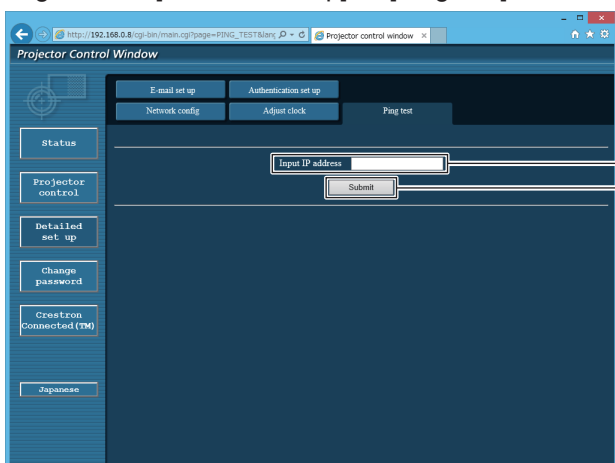 http://192.168.0.8/cgi-bin/main.cgi?page=PING_TEST&lang
Projector control window
Projector Control Window
E-mail set up
Authentication set up
Network config
Adjust clock
Ping test
Status
Input IP address
Submit
Projector
control
Detailed
set up
Change
password
Crestron
Connected(TM)
Japanese